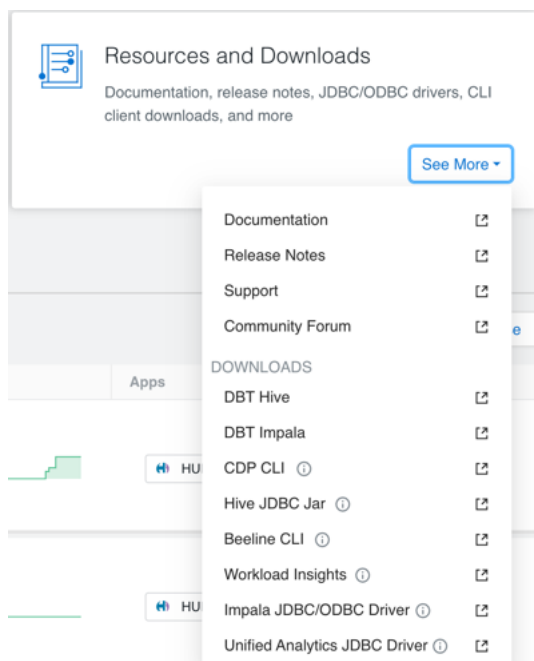 Resources and Downloads
Documentation, release notes, JDBC/ODBC drivers, CLI
client downloads, and more
See More
Documentation
Release Notes
Support
Community Forum
e
DOWNLOADS
Apps
DBT Hive
DBT Impala
CDP CLI
HU
Hive JDBC Jar
Beeline CLI
Workload Insights
HU
Impala JDBC/ODBC Driver
Unified Analytics JDBC Driver